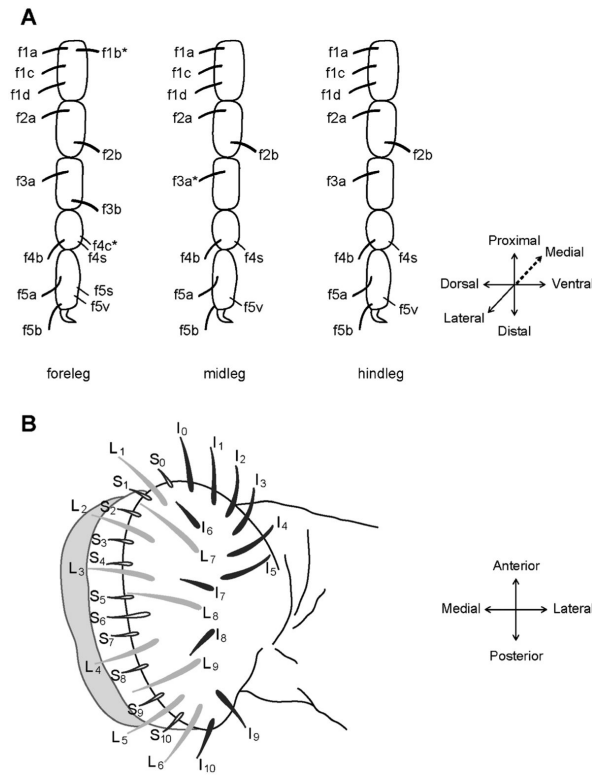 A
f1a f1b* f1a f1a
f1c f1c f1c
f1d f1d f1d
f2a f2a f2a
f2b f2b f2b
f3a f3a* f3a
f3b
f4c*
f4b f4s f4b f4s f4b f4s
f5a f5s f5a f5a
f5v f5v f5v
f5b f5b f5b
foreleg midleg hindleg
Proximal
Medial
Dorsal Ventral
Lateral
Distal
B
I0
I1
L1 S0 I2
I3
S1
L2 S2 I6 I4
S3 L7
S4 I5
L3 I7
S5 L8
S6
S7 I8
L4 L9
S8
S9 I9
L5 S10
L6 I10
Anterior
Medial Lateral
Posterior